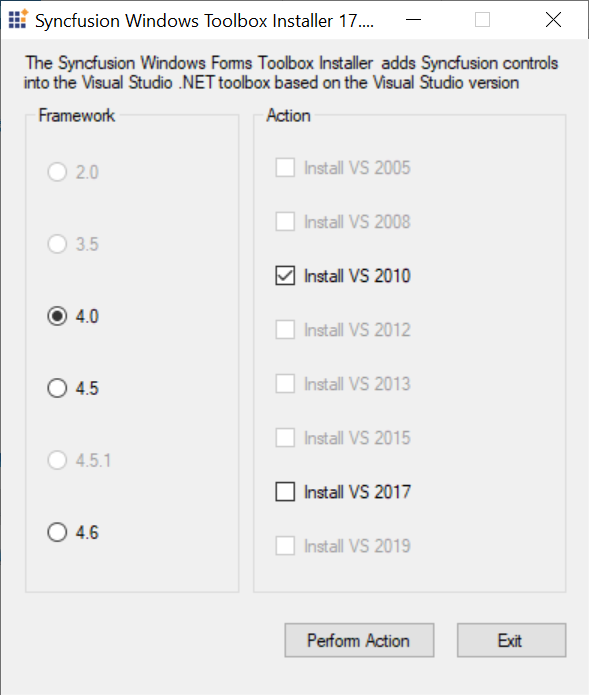 Syncfusion Windows Toolbox Installer 17....
The Syncfusion Windows Forms Toolbox Installer adds Syncfusion controls
into the Visual Studio .NET toolbox based on the Visual Studio version
Framework
2.0
3.5
4.0
4.5
4.5.1
4.6
Action
Install VS 2005
Install VS 2008
Install VS 2010
Install VS 2012
Install VS 2013
Install VS 2015
Install VS 2017
Install VS 2019
Perform Action
Exit